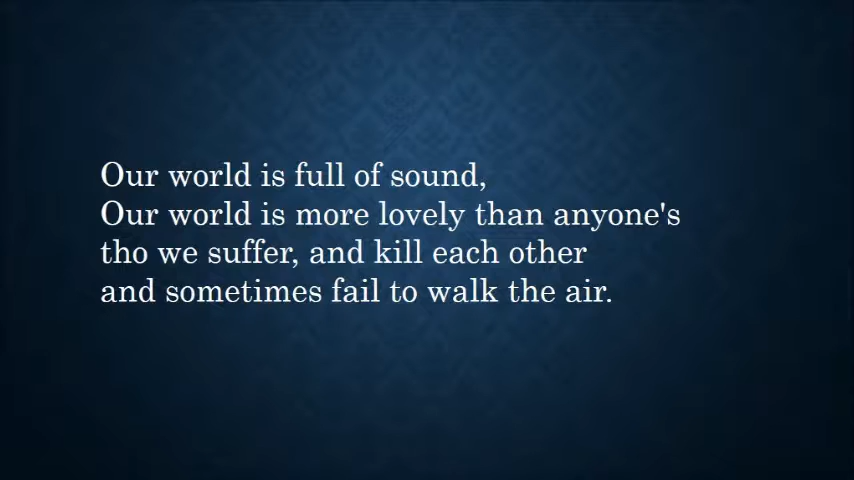 Our world is full of sound,
Our world is more lovely than anyone's
tho we suffer, and kill each other
and sometimes fail to walk the air.